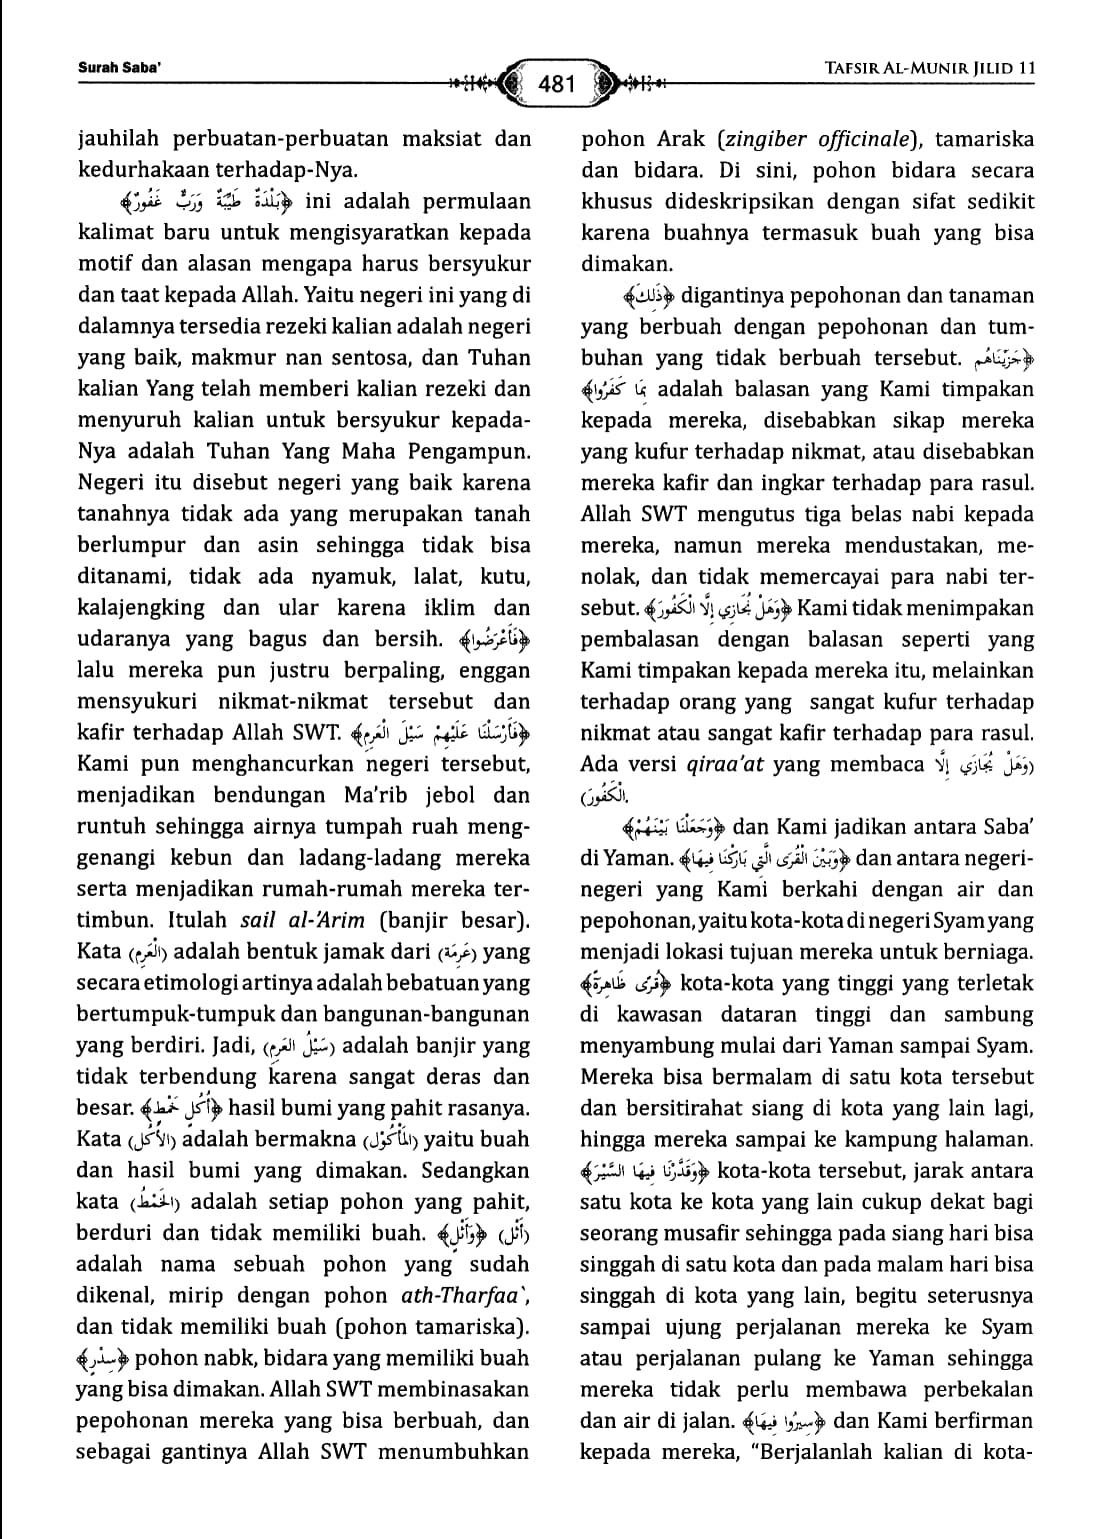 Surah Saba'
481
TAFSIR AL-MUNIR JILID 11
jauhilah perbuatan-perbuatan maksiat dan
kedurhakaan terhadap-Nya.
﴿بَلْدَةٌ طَيِّبَةٌ وَرَبٌّ غَفُورٌ﴾ ini adalah permulaan
kalimat baru untuk mengisyaratkan kepada
motif dan alasan mengapa harus bersyukur
dan taat kepada Allah. Yaitu negeri ini yang di
dalamnya tersedia rezeki kalian adalah negeri
yang baik, makmur nan sentosa, dan Tuhan
kalian Yang telah memberi kalian rezeki dan
menyuruh kalian untuk bersyukur kepada-
Nya adalah Tuhan Yang Maha Pengampun.
Negeri itu disebut negeri yang baik karena
tanahnya tidak ada yang merupakan tanah
berlumpur dan asin sehingga tidak bisa
ditanami, tidak ada nyamuk, lalat, kutu,
kalajengking dan ular karena iklim dan
udaranya yang bagus dan bersih. ﴿فَأَعْرَضُوا﴾
lalu mereka pun justru berpaling, enggan
mensyukuri nikmat-nikmat tersebut dan
kafir terhadap Allah SWT. ﴿فَأَرْسَلْنَا عَلَيْهِمْ سَيْلَ الْعَرِمِ﴾
Kami pun menghancurkan negeri tersebut,
menjadikan bendungan Ma'rib jebol dan
runtuh sehingga airnya tumpah ruah meng-
genangi kebun dan ladang-ladang mereka
serta menjadikan rumah-rumah mereka ter-
timbun. Itulah sail al-'Arim (banjir besar).
Kata (الْعَرِمِ) adalah bentuk jamak dari (عَرِمَة) yang
secara etimologi artinya adalah bebatuan yang
bertumpuk-tumpuk dan bangunan-bangunan
yang berdiri. Jadi, (سَيْلُ العَرِمِ) adalah banjir yang
tidak terbendung karena sangat deras dan
besar. ﴿أُكُلٍ خَمْطٍ﴾ hasil bumi yang pahit rasanya.
Kata (الأُكُل) adalah bermakna (المَأْكُوْل) yaitu buah
dan hasil bumi yang dimakan. Sedangkan
kata (الخَمْطُ) adalah setiap pohon yang pahit,
berduri dan tidak memiliki buah. ﴿وَأَثْلٍ﴾ (أَثْل)
adalah nama sebuah pohon yang sudah
dikenal, mirip dengan pohon ath-Tharfaa`,
dan tidak memiliki buah (pohon tamariska).
﴿سِدْرٍ﴾ pohon nabk, bidara yang memiliki buah
yang bisa dimakan. Allah SWT membinasakan
pepohonan mereka yang bisa berbuah, dan
sebagai gantinya Allah SWT menumbuhkan
pohon Arak (zingiber officinale), tamariska
dan bidara. Di sini, pohon bidara secara
khusus dideskripsikan dengan sifat sedikit
karena buahnya termasuk buah yang bisa
dimakan.
﴿ذَلِكَ﴾ digantinya pepohonan dan tanaman
yang berbuah dengan pepohonan dan tum-
buhan yang tidak berbuah tersebut. ﴿جَزَيْنَاهُم
بِمَا كَفَرُوا﴾ adalah balasan yang Kami timpakan
kepada mereka, disebabkan sikap mereka
yang kufur terhadap nikmat, atau disebabkan
mereka kafir dan ingkar terhadap para rasul.
Allah SWT mengutus tiga belas nabi kepada
mereka, namun mereka mendustakan, me-
nolak, dan tidak memercayai para nabi ter-
sebut. ﴿وَهَلْ نُجَازِي إِلَّا الْكَفُورَ﴾ Kami tidak menimpakan
pembalasan dengan balasan seperti yang
Kami timpakan kepada mereka itu, melainkan
terhadap orang yang sangat kufur terhadap
nikmat atau sangat kafir terhadap para rasul.
Ada versi qiraa'at yang membaca (وَهَلْ يُجَازَي إِلَّا
الْكَفُورَ).
﴿وَجَعَلْنَا بَيْنَهُمْ﴾ dan Kami jadikan antara Saba'
di Yaman. ﴿وَبَيْنَ الْقُرَى الَّتِي بَارَكْنَا فِيهَا﴾ dan antara negeri-
negeri yang Kami berkahi dengan air dan
pepohonan, yaitu kota-kota di negeri Syam yang
menjadi lokasi tujuan mereka untuk berniaga.
﴿قُرًى ظَاهِرَةً﴾ kota-kota yang tinggi yang terletak
di kawasan dataran tinggi dan sambung
menyambung mulai dari Yaman sampai Syam.
Mereka bisa bermalam di satu kota tersebut
dan bersitirahat siang di kota yang lain lagi,
hingga mereka sampai ke kampung halaman.
﴿وَقَدَّرْنَا فِيهَا السَّيْرَ﴾ kota-kota tersebut, jarak antara
satu kota ke kota yang lain cukup dekat bagi
seorang musafir sehingga pada siang hari bisa
singgah di satu kota dan pada malam hari bisa
singgah di kota yang lain, begitu seterusnya
sampai ujung perjalanan mereka ke Syam
atau perjalanan pulang ke Yaman sehingga
mereka tidak perlu membawa perbekalan
dan air di jalan. ﴿سِيرُوا فِيهَا﴾ dan Kami berfirman
kepada mereka, "Berjalanlah kalian di kota-